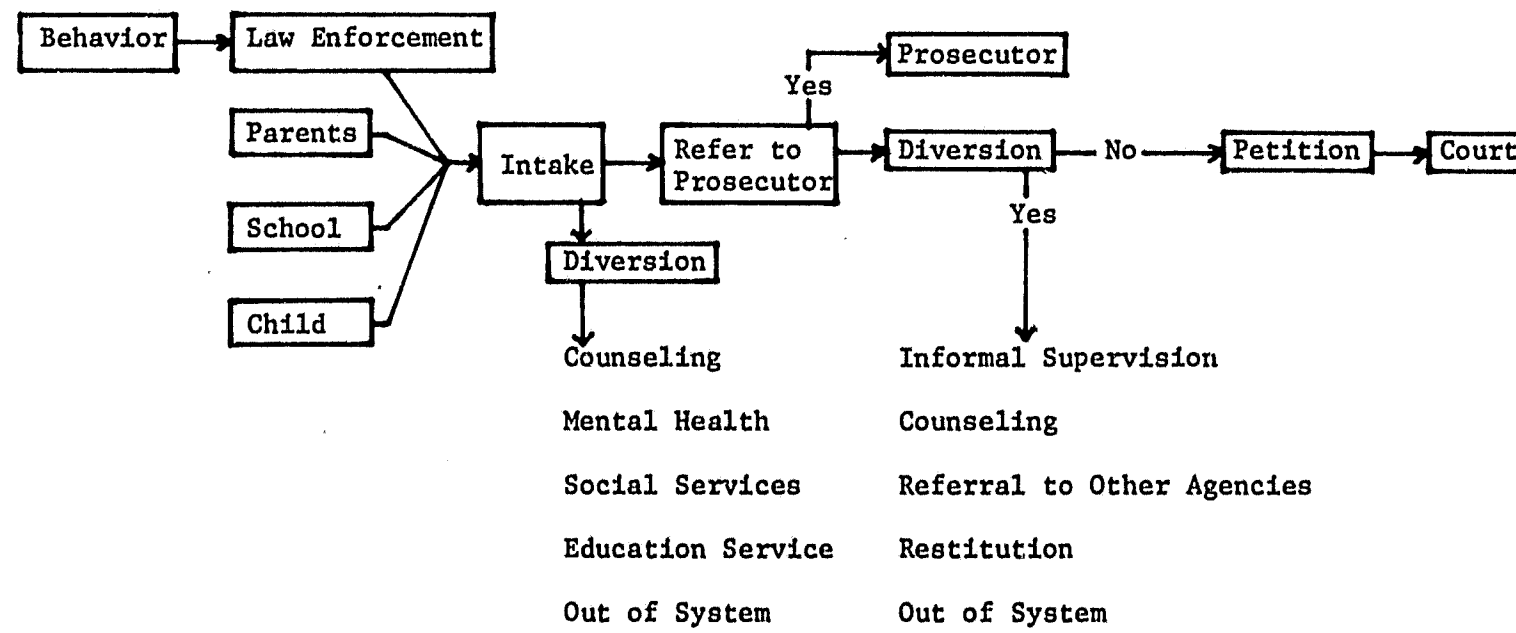 Behavior
Law Enforcement
Prosecutor
Yes
Parents
Intake
Refer to
Prosecutor
Diversion
No
Petition
Court
School
Yes
Diversion
Child
Counseling
Mental Health
Social Services
Education Service
Out of System
Informal Supervision
Counseling
Referral to Other Agencies
Restitution
Out of System